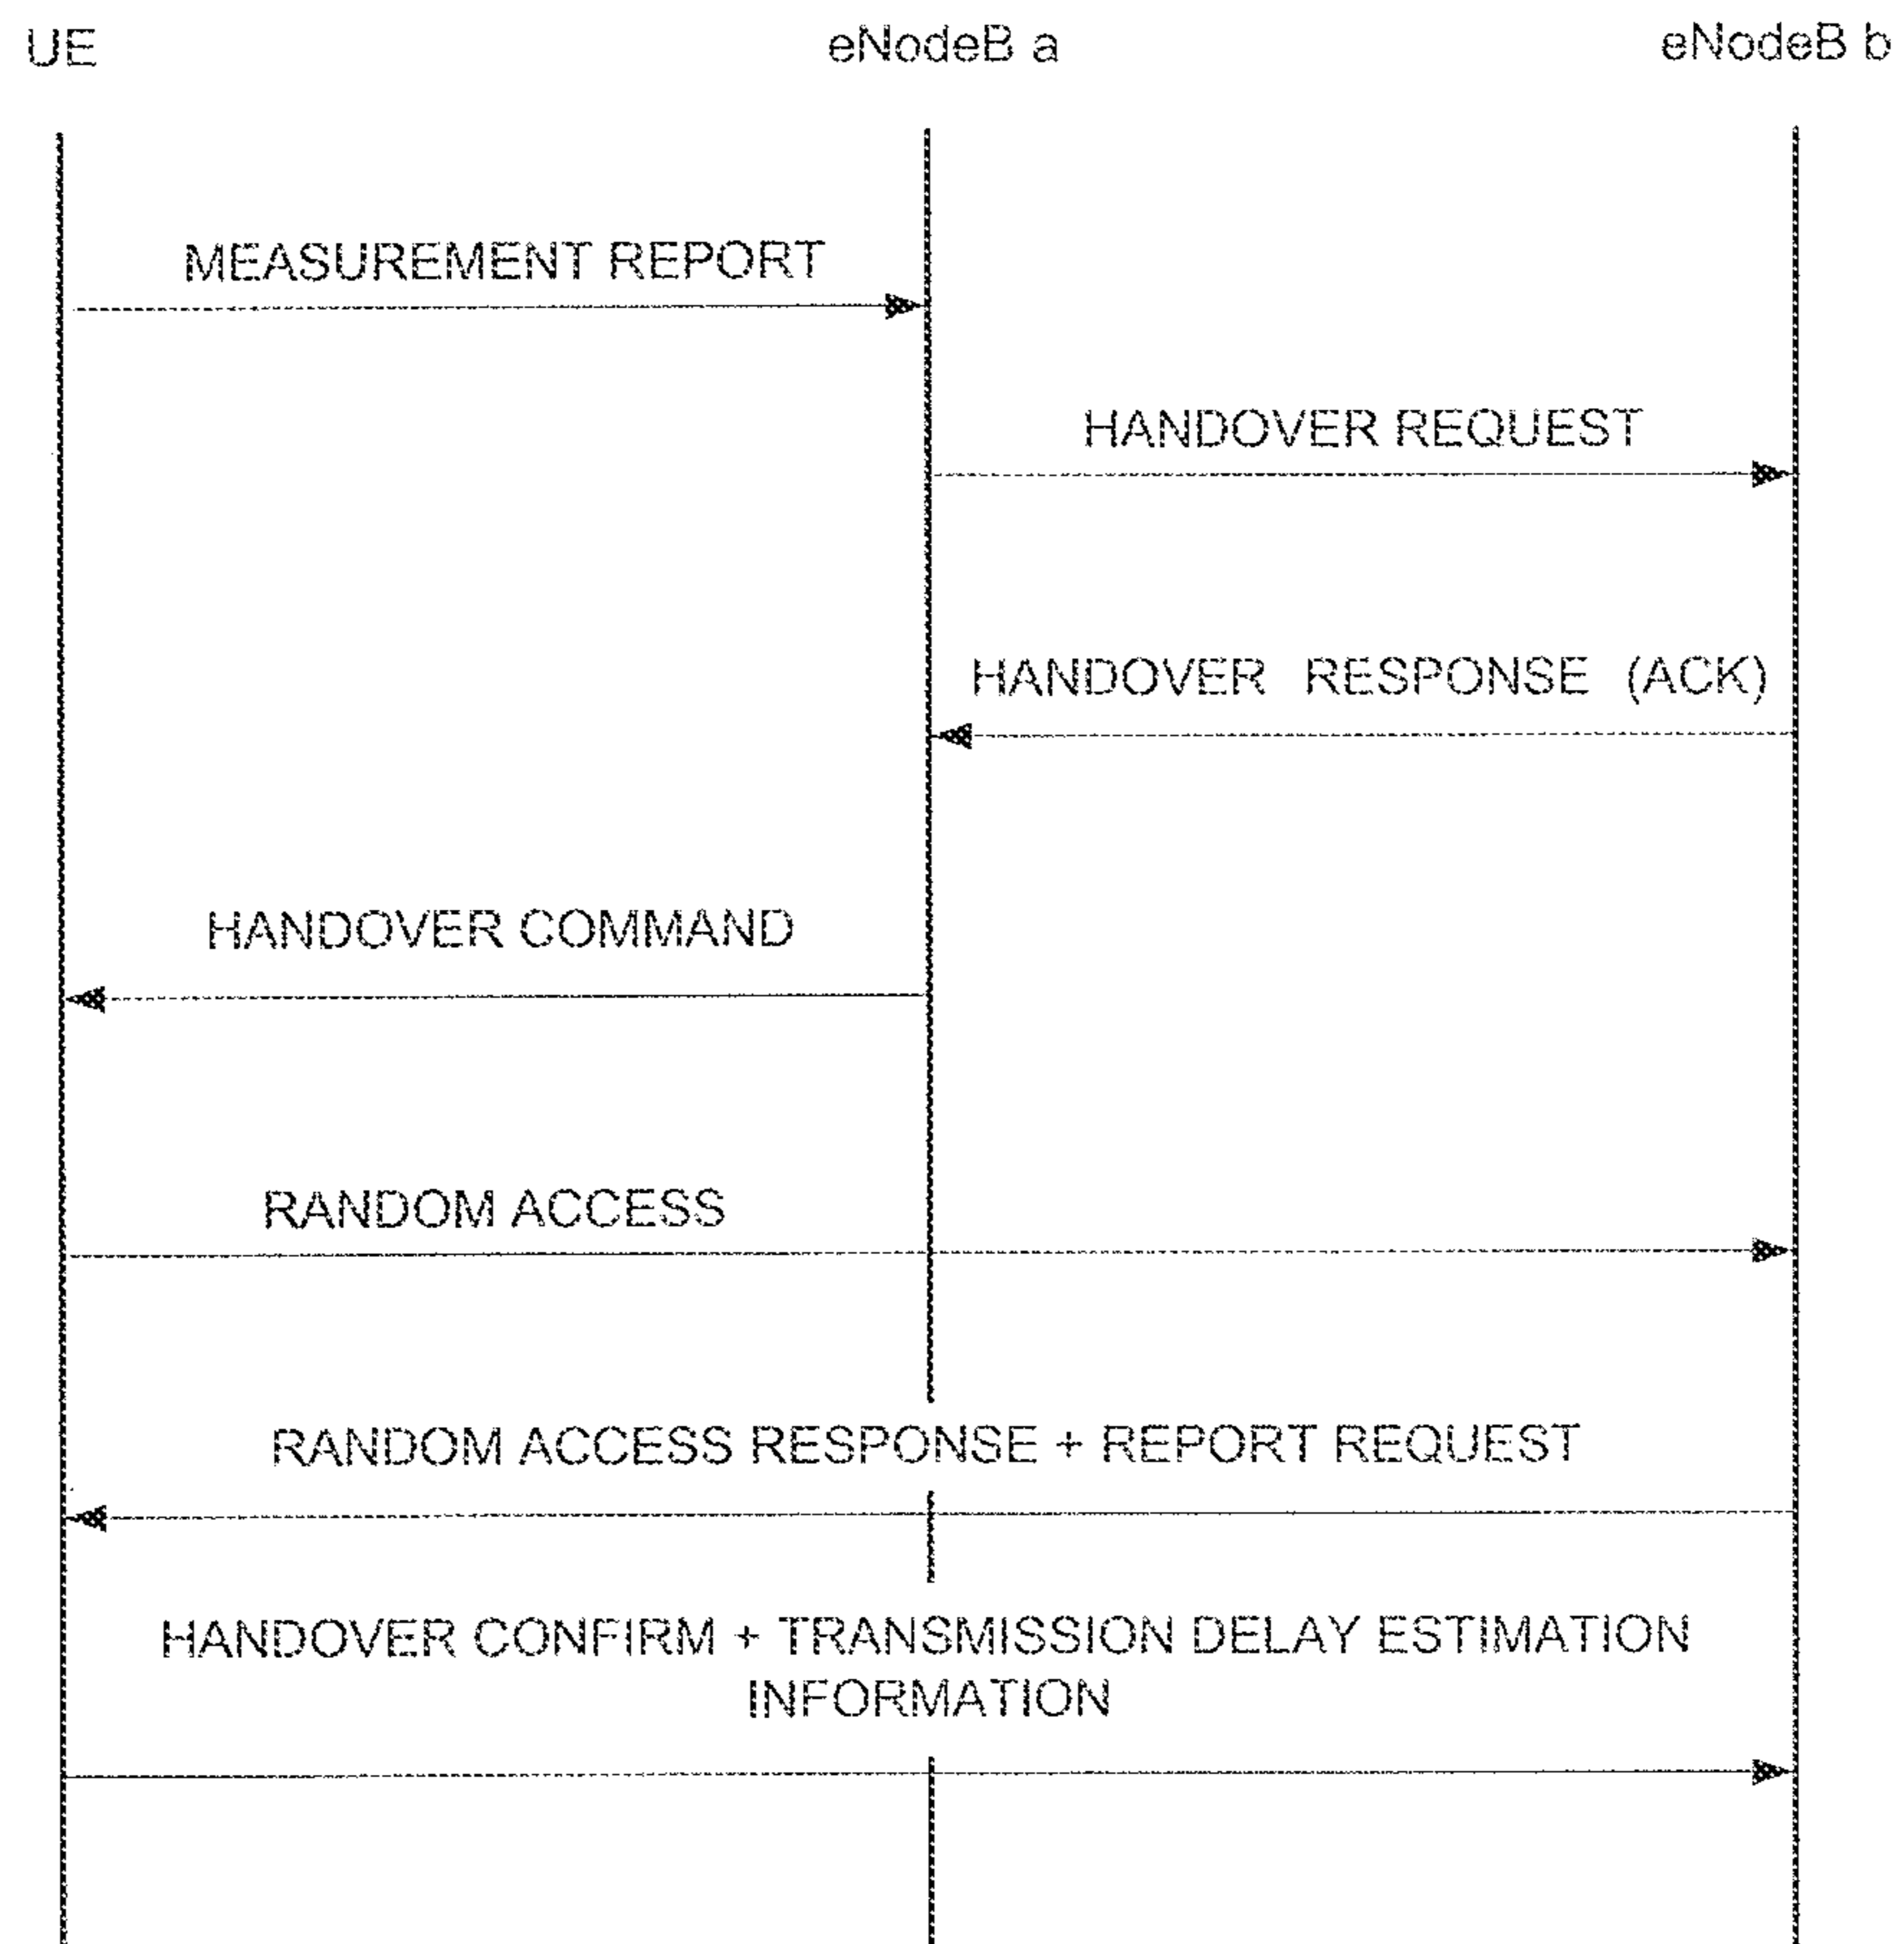 UE
eNodeB a
eNodeB b
MEASUREMENT REPORT
HANDOVER REQUEST
HANDOVER RESPONSE (ACK)
HANDOVER COMMAND
RANDOM ACCESS
RANDOM ACCESS RESPONSE + REPORT REQUEST
HANDOVER CONFIRM + TRANSMISSION DELAY ESTIMATION
INFORMATION